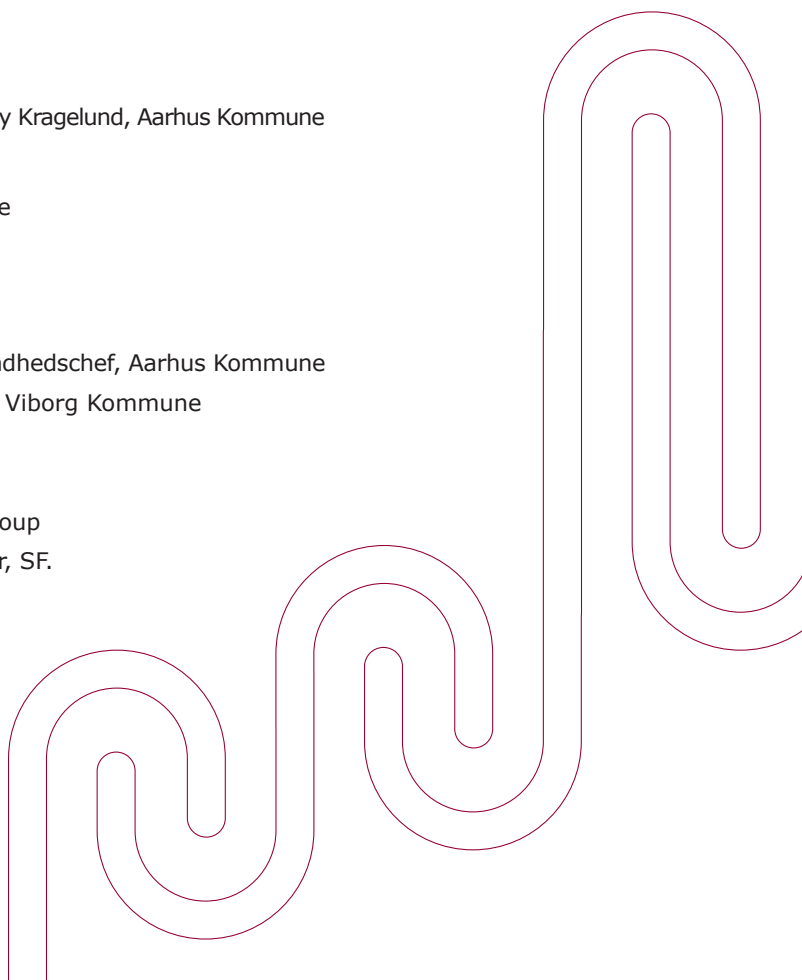 y Kragelund, Aarhus Kommune
e
dhedschef, Aarhus Kommune
Viborg Kommune
oup
r, SF.